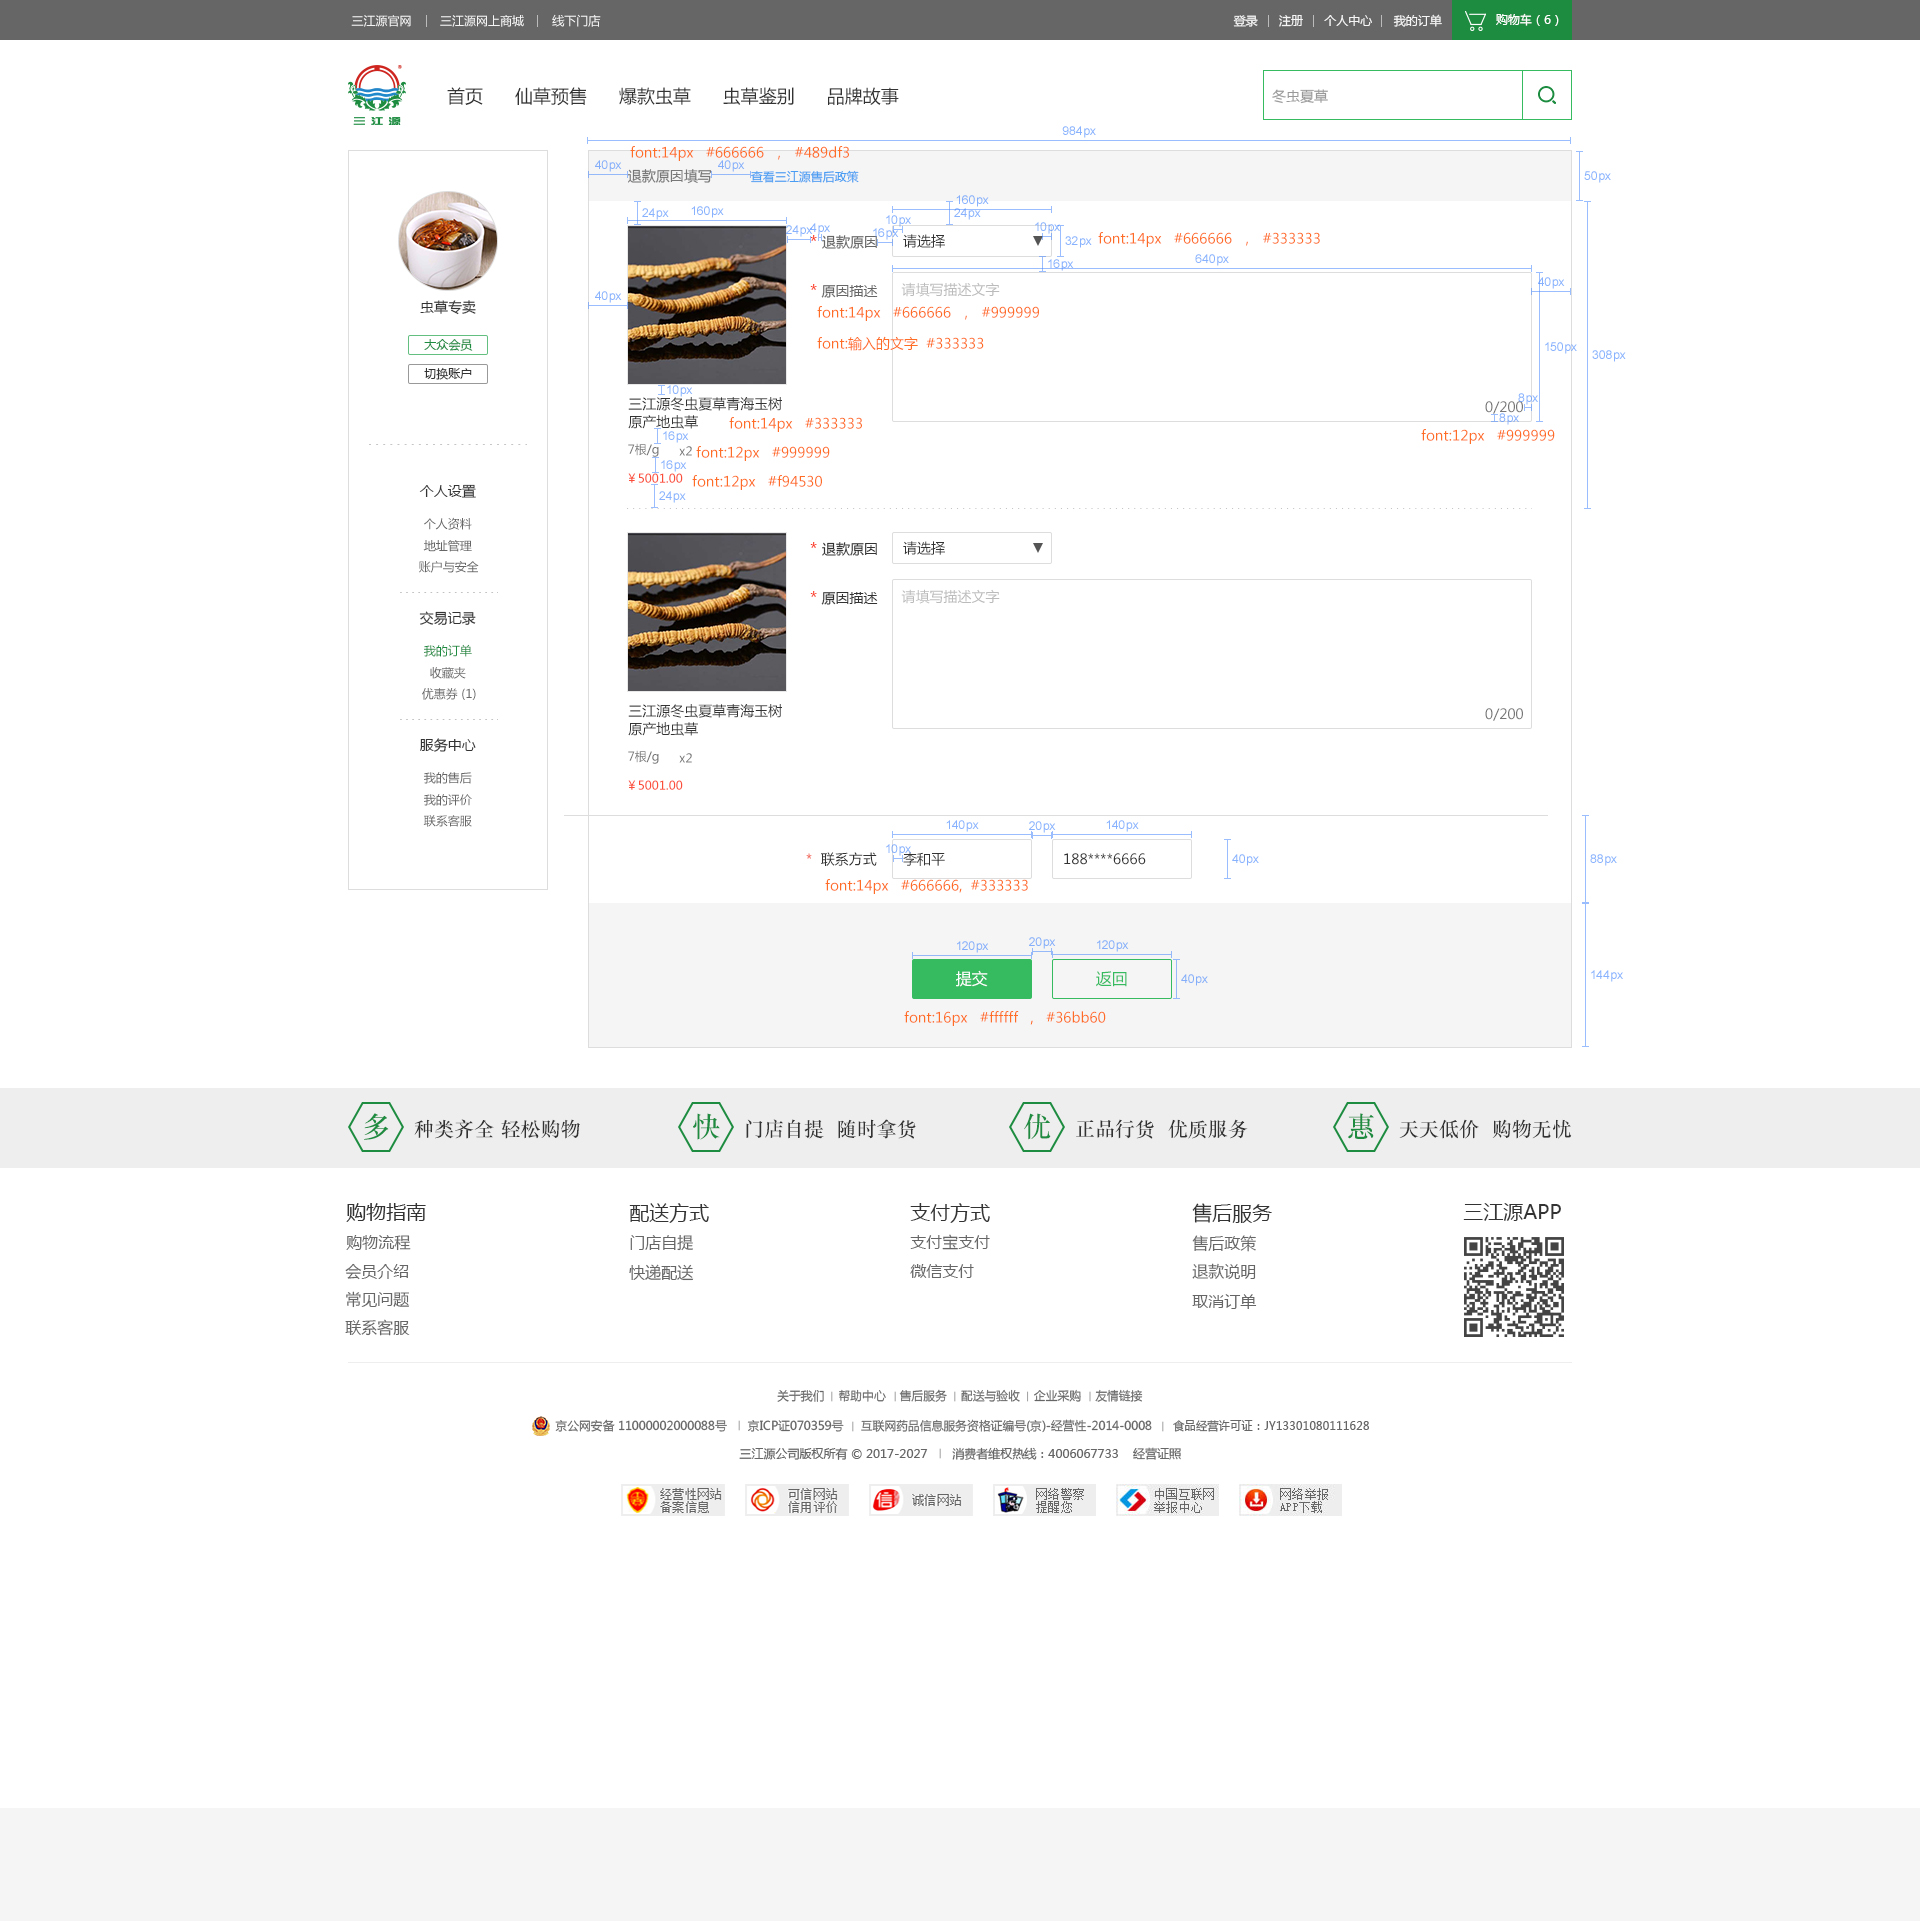 三江源官网 | 三江源网上商城 | 线下门店
登录 | 注册 | 个人中心 | 我的订单
购物车 ( 6 )
三 江 源
首页 仙草预售 爆款虫草 虫草鉴别 品牌故事
冬虫夏草
984px
font:14px #666666 , #489df3
40px 40px
退款原因填写 查看三江源售后政策
50px
虫草专卖
大众会员
切换账户
个人设置
个人资料
地址管理
账户与安全
交易记录
我的订单
收藏夹
优惠券 (1)
服务中心
我的售后
我的评价
联系客服
24px 160px
160px
24px
24px 4px 16px 10px 10px
* 退款原因 请选择 ▼
32px
font:14px #666666 , #333333
16px
640px
40px
40px
* 原因描述 请填写描述文字
font:14px #666666 , #999999
font:输入的文字 #333333
150px
308px
8px
0/200
8px
font:12px #999999
10px
三江源冬虫夏草青海玉树
原产地虫草
font:14px #333333
16px
7根/g x2
font:12px #999999
16px
¥5001.00
font:12px #f94530
24px
* 退款原因 请选择 ▼
* 原因描述 请填写描述文字
0/200
三江源冬虫夏草青海玉树
原产地虫草
7根/g x2
¥5001.00
140px 20px 140px
10px
* 联系方式 李和平 188****6666
40px
88px
font:14px #666666, #333333
120px 20px 120px
提交 返回
40px
144px
font:16px #ffffff , #36bb60
多 种类齐全 轻松购物
快 门店自提 随时拿货
优 正品行货 优质服务
惠 天天低价 购物无忧
购物指南
购物流程
会员介绍
常见问题
联系客服
配送方式
门店自提
快递配送
支付方式
支付宝支付
微信支付
售后服务
售后政策
退款说明
取消订单
三江源APP
关于我们 | 帮助中心 | 售后服务 | 配送与验收 | 企业采购 | 友情链接
京公网安备 11000002000088号 | 京ICP证070359号 | 互联网药品信息服务资格证编号(京)-经营性-2014-0008 | 食品经营许可证：JY13301080111628
三江源公司版权所有 © 2017-2027 | 消费者维权热线：4006067733 经营证照
经营性网站
备案信息
可信网站
信用评价
信
诚信网站
网络警察
提醒您
中国互联网
举报中心
网络举报
APP下载